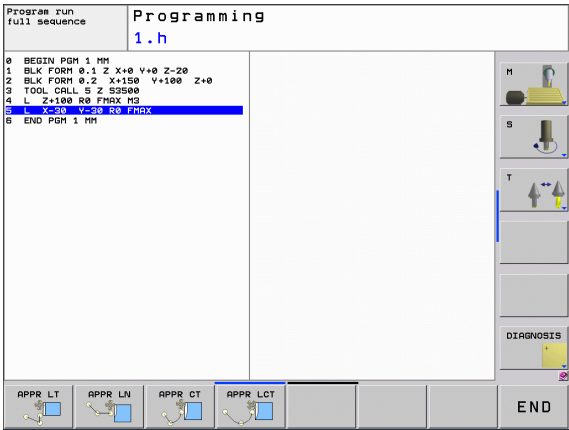 Program run
full sequence
Programming
1.h
0 BEGIN PGM 1 MM
1 BLK FORM 0.1 Z X+0 Y+0 Z-20
2 BLK FORM 0.2 X+150 Y+100 Z+0
3 TOOL CALL 5 Z S3500
4 L Z+100 R0 FMAX M3
5 L X-30 Y-30 R0 FMAX
6 END PGM 1 MM
M
S
T
DIAGNOSIS
APPR LT
APPR LN
APPR CT
APPR LCT
END